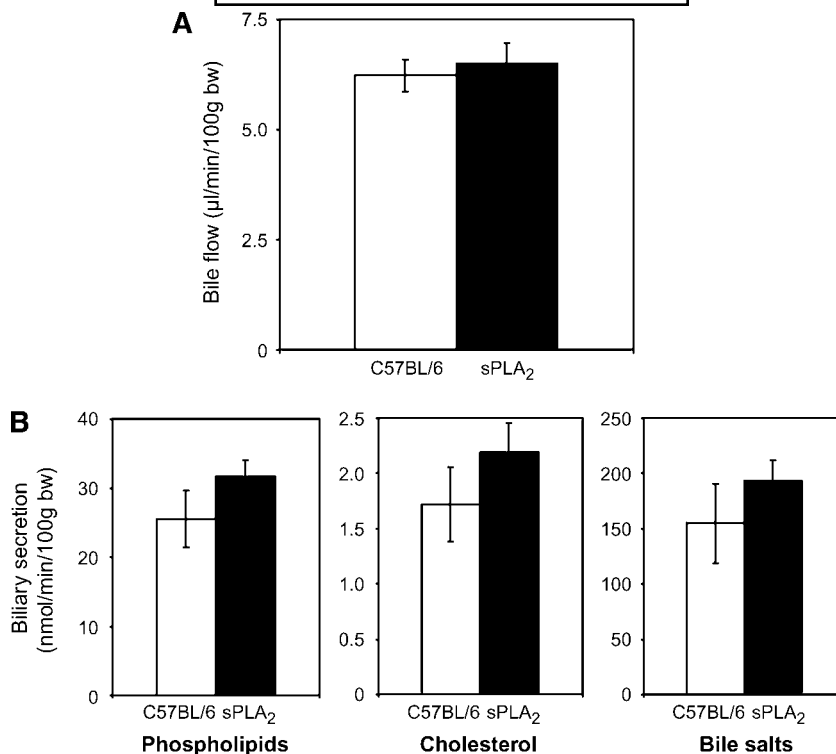 A
7.5
5.0
2.5
0
Bile flow (µl/min/100g bw)
C57BL/6 sPLA₂
B
Biliary secretion
(nmol/min/100g bw)
40
30
20
10
0
C57BL/6 sPLA₂
Phospholipids
2.5
2.0
1.5
1.0
0.5
0
C57BL/6 sPLA₂
Cholesterol
250
200
150
100
50
0
C57BL/6 sPLA₂
Bile salts